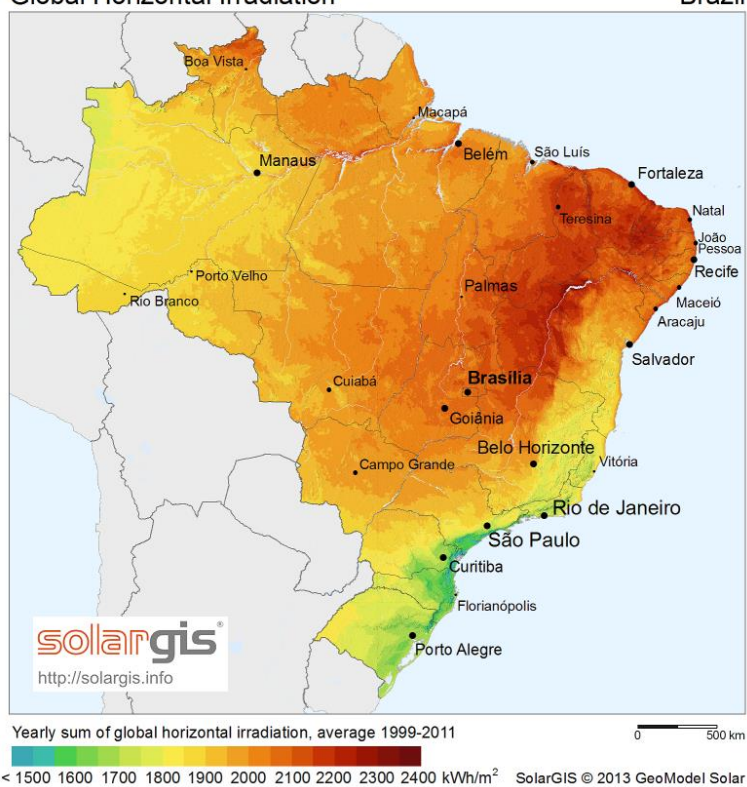 Global Horizontal Irradiation Brazil
Boa Vista
Macapá
Belém
São Luís
Manaus
Fortaleza
Teresina
Natal
João
Pessoa
Recife
Porto Velho
Palmas
Rio Branco
Maceió
Aracaju
Salvador
Cuiabá
Brasília
Goiânia
Belo Horizonte
Campo Grande
Vitória
Rio de Janeiro
São Paulo
Curitiba
Florianópolis
Porto Alegre
solargis®
http://solargis.info
Yearly sum of global horizontal irradiation, average 1999-2011
0 500 km
< 1500 1600 1700 1800 1900 2000 2100 2200 2300 2400 kWh/m² SolarGIS © 2013 GeoModel Solar